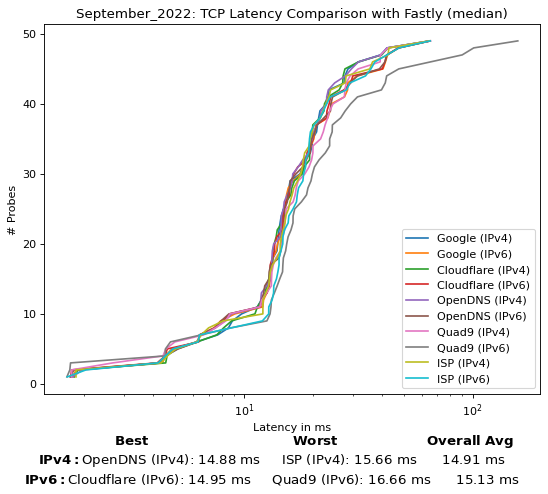 September_2022: TCP Latency Comparison with Fastly (median)
50
40
30
20
10
0
# Probes
Google (IPv4)
Google (IPv6)
Cloudflare (IPv4)
Cloudflare (IPv6)
OpenDNS (IPv4)
OpenDNS (IPv6)
Quad9 (IPv4)
Quad9 (IPv6)
ISP (IPv4)
ISP (IPv6)
10¹ 10²
Latency in ms
Best Worst Overall Avg
IPv4: OpenDNS (IPv4): 14.88 ms ISP (IPv4): 15.66 ms 14.91 ms
IPv6: Cloudflare (IPv6): 14.95 ms Quad9 (IPv6): 16.66 ms 15.13 ms